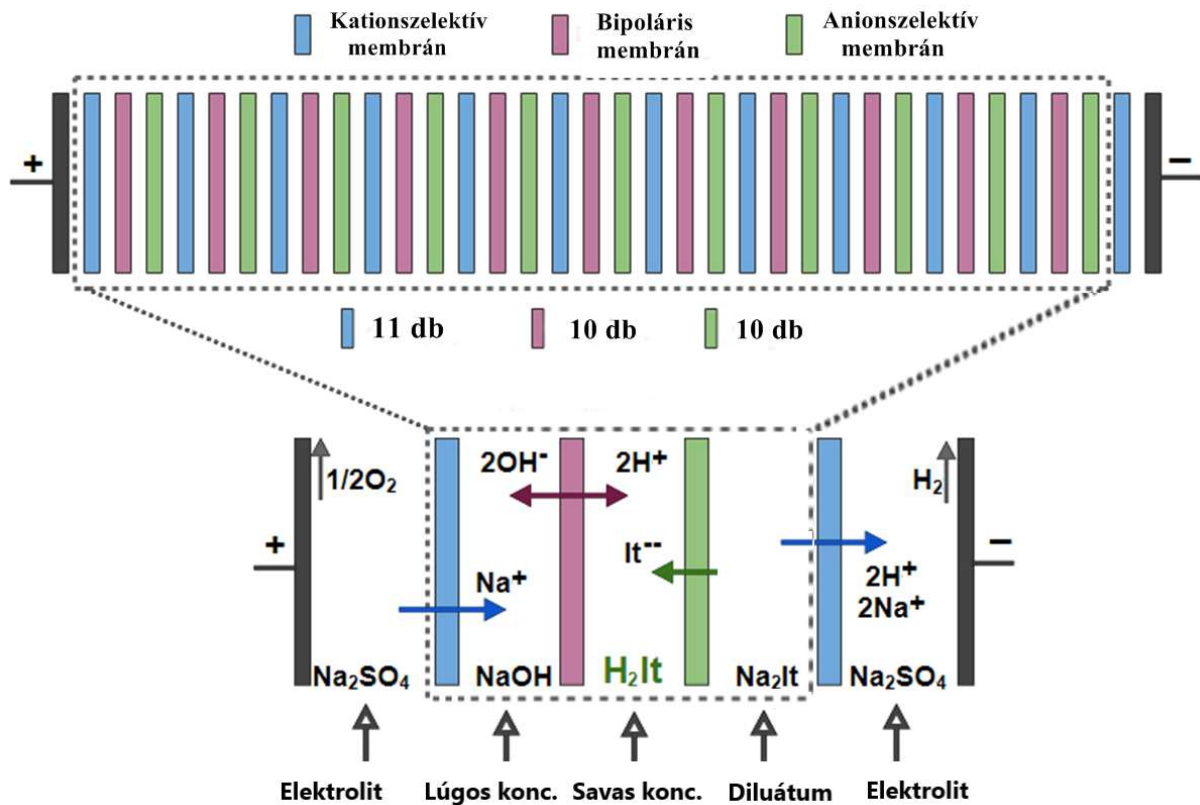 Kationszelektív
membrán
Bipoláris
membrán
Anionszelektív
membrán
+
−
11 db
10 db
10 db
1/2O₂
2OH⁻
2H⁺
H₂
+
−
It⁻⁻
Na⁺
2H⁺
2Na⁺
Na₂SO₄
NaOH
H₂It
Na₂It
Na₂SO₄
Elektrolit
Lúgos konc.
Savas konc.
Diluátum
Elektrolit